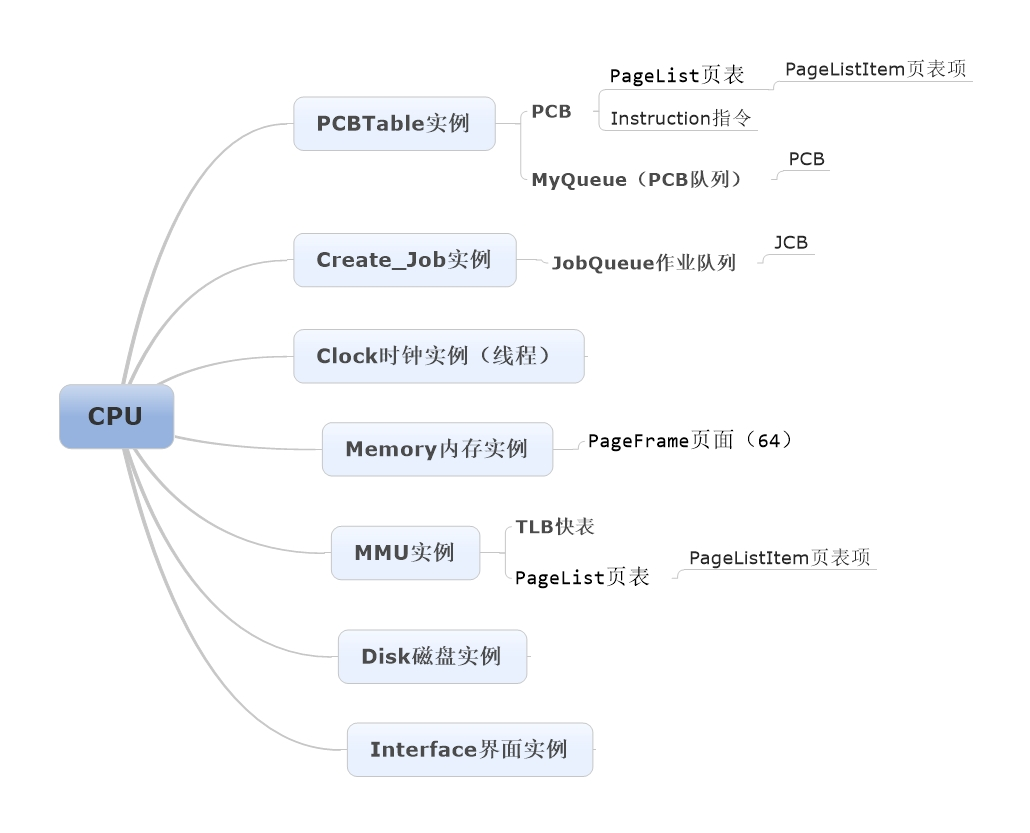 CPU
PCBTable实例
PCB
PageList页表
PageListItem页表项
Instruction指令
MyQueue（PCB队列）
PCB
Create_Job实例
JobQueue作业队列
JCB
Clock时钟实例（线程）
Memory内存实例
PageFrame页面（64）
MMU实例
TLB快表
PageList页表
PageListItem页表项
Disk磁盘实例
Interface界面实例